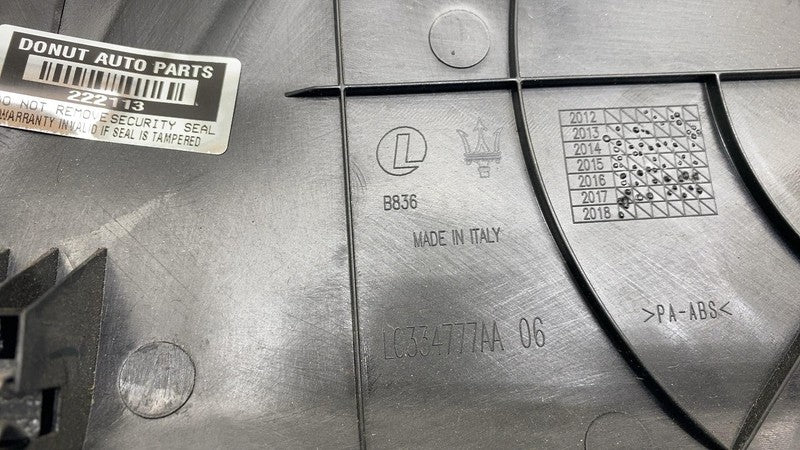 DONUT AUTO PARTS
222113
DO NOT REMOVE SECURITY SEAL
WARRANTY INVALID IF SEAL IS TAMPERED
L
B836
MADE IN ITALY
LC334777AA 06
2012
2013
2014
2015
2016
2017
2018
>PA-ABS<